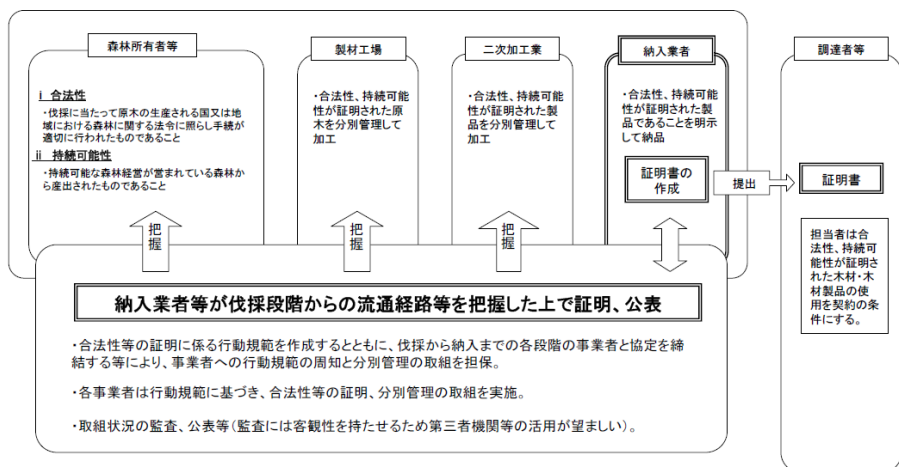 森林所有者等
ⅰ 合法性
・伐採に当たって原木の生産される国又は地
域における森林に関する法令に照らし手続が
適切に行われたものであること
ⅱ 持続可能性
・持続可能な森林経営が営まれている森林か
ら産出されたものであること
製材工場
・合法性、持続可能
性が証明された原
木を分別管理して
加工
二次加工業
・合法性、持続可能
性が証明された製
品を分別管理して
加工
納入業者
・合法性、持続可能
性が証明された製
品であることを明示
して納品
証明書の
作成
提出
調達者等
証明書
担当者は
合法性、持
続可能
性が証明さ
れた木材・木
材製品の使
用を契約の条
件にする。
把握
把握
把握
納入業者等が伐採段階からの流通経路等を把握した上で証明、公表
・合法性等の証明に係る行動規範を作成するとともに、伐採から納入までの各段階の事業者と協定を締
結する等により、事業者への行動規範の周知と分別管理の取組を担保。
・各事業者は行動規範に基づき、合法性等の証明、分別管理の取組を実施。
・取組状況の監査、公表等（監査には客観性を持たせるため第三者機関等の活用が望ましい）。